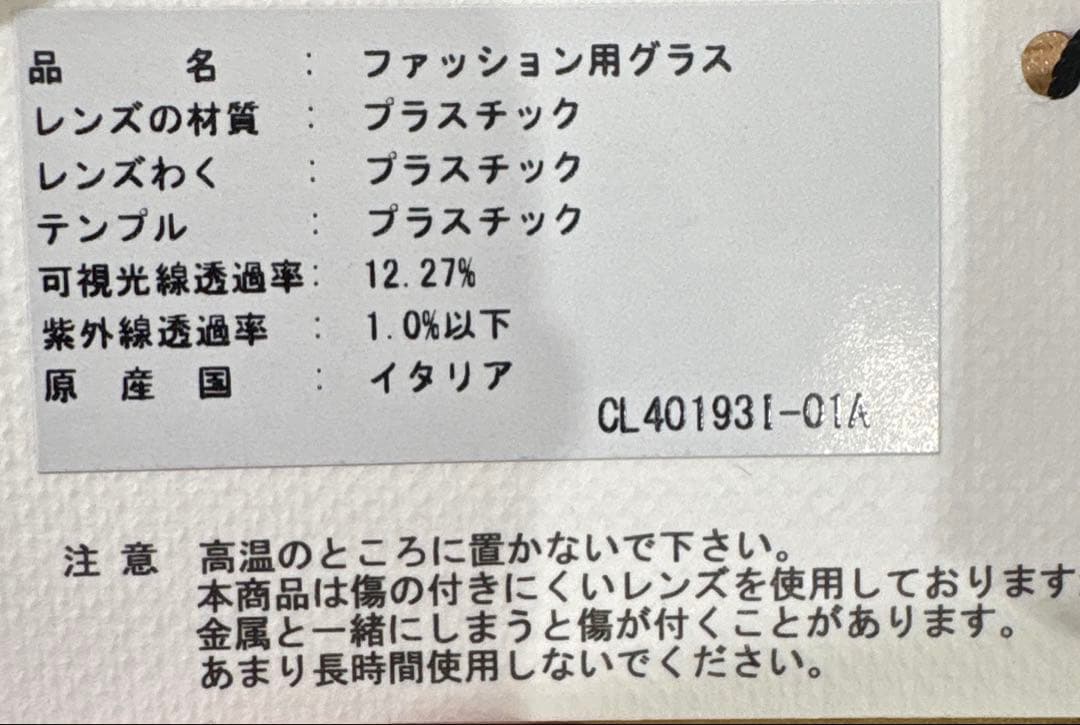 品名 : ファッション用グラス
レンズの材質 : プラスチック
レンズわく : プラスチック
テンプル : プラスチック
可視光線透過率 : 12.27%
紫外線透過率 : 1.0%以下
原産国 : イタリア
CL40193I-01A
注意 高温のところに置かないで下さい。
本商品は傷の付きにくいレンズを使用しております
金属と一緒にしまうと傷が付くことがあります。
あまり長時間使用しないでください。